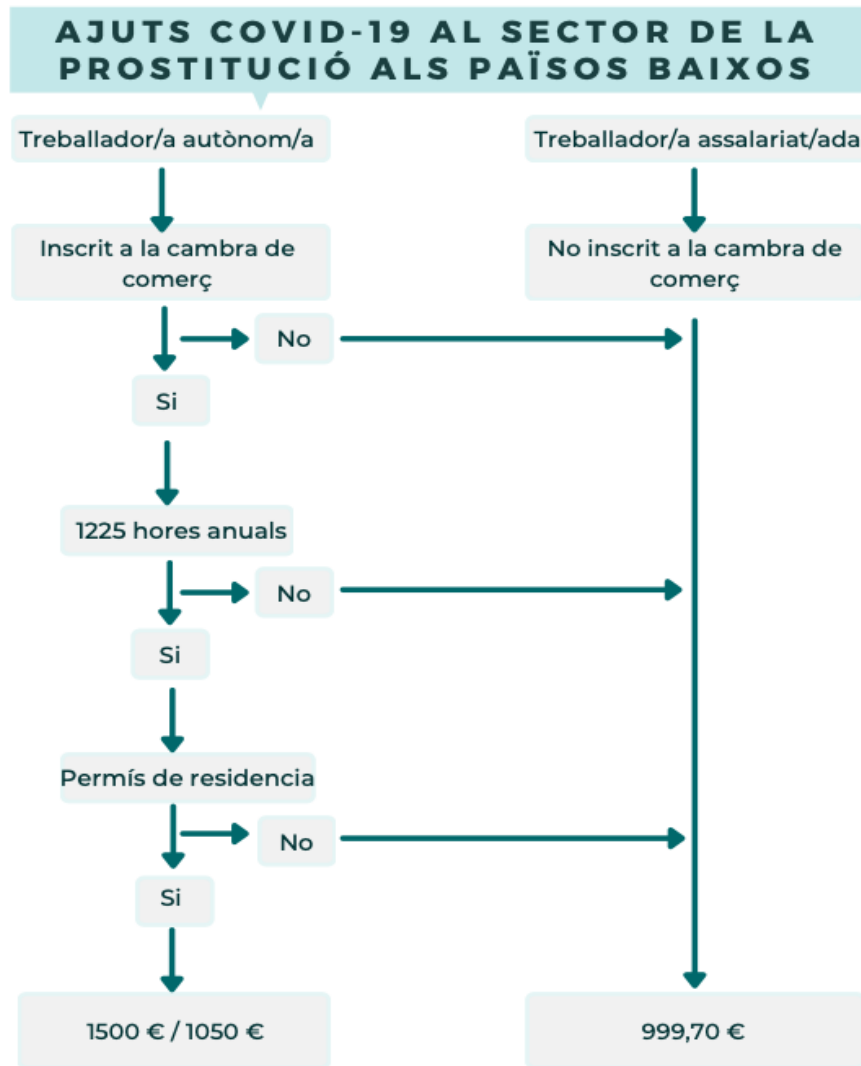 AJUTS COVID-19 AL SECTOR DE LA
PROSTITUCIÓ ALS PAÏSOS BAIXOS
Treballador/a autònom/a
Treballador/a assalariat/ada
Inscrit a la cambra de
comerç
No inscrit a la cambra de
comerç
No
Si
1225 hores anuals
No
Si
Permís de residencia
No
Si
1500 € / 1050 €
999,70 €